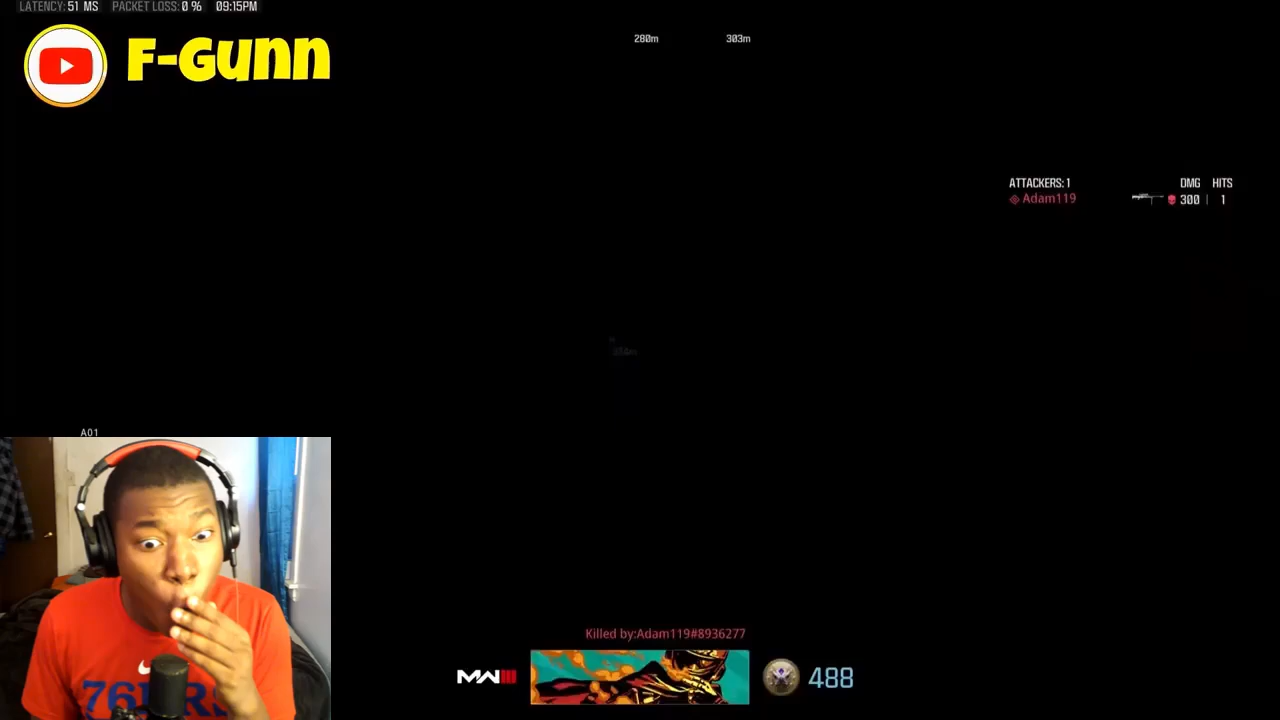 LATENCY: 51 MS PACKET LOSS: 0 % 09:15PM
F-Gunn
280m 303m
ATTACKERS: 1 DMG HITS
Adam119 300 | 1
A01
Killed by:Adam119#8936277
MWIII 488
76ERS